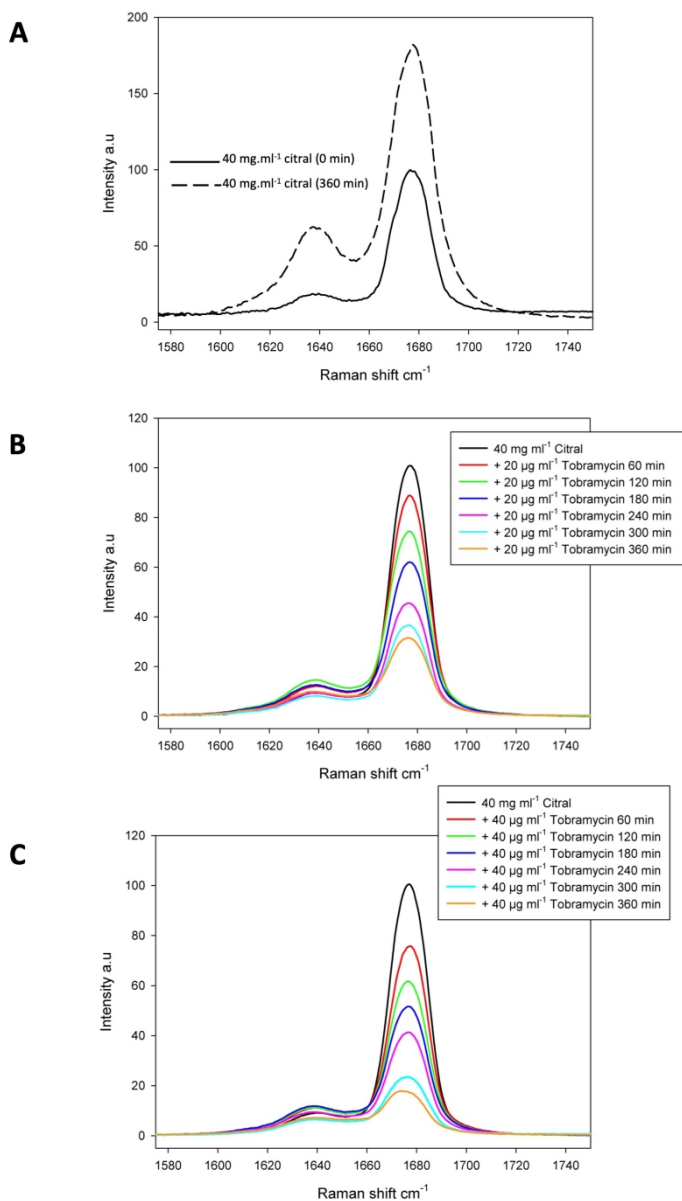 A
200
150
100
50
0
Intensity a.u
40 mg.ml⁻¹ citral (0 min)
40 mg.ml⁻¹ citral (360 min)
1580 1600 1620 1640 1660 1680 1700 1720 1740
Raman shift cm⁻¹
B
120
100
80
60
40
20
0
Intensity a.u
40 mg ml⁻¹ Citral
+ 20 µg ml⁻¹ Tobramycin 60 min
+ 20 µg ml⁻¹ Tobramycin 120 min
+ 20 µg ml⁻¹ Tobramycin 180 min
+ 20 µg ml⁻¹ Tobramycin 240 min
+ 20 µg ml⁻¹ Tobramycin 300 min
+ 20 µg ml⁻¹ Tobramycin 360 min
1580 1600 1620 1640 1660 1680 1700 1720 1740
Raman shift cm⁻¹
C
120
100
80
60
40
20
0
Intensity a.u
40 mg ml⁻¹ Citral
+ 40 µg ml⁻¹ Tobramycin 60 min
+ 40 µg ml⁻¹ Tobramycin 120 min
+ 40 µg ml⁻¹ Tobramycin 180 min
+ 40 µg ml⁻¹ Tobramycin 240 min
+ 40 µg ml⁻¹ Tobramycin 300 min
+ 40 µg ml⁻¹ Tobramycin 360 min
1580 1600 1620 1640 1660 1680 1700 1720 1740
Raman shift cm⁻¹